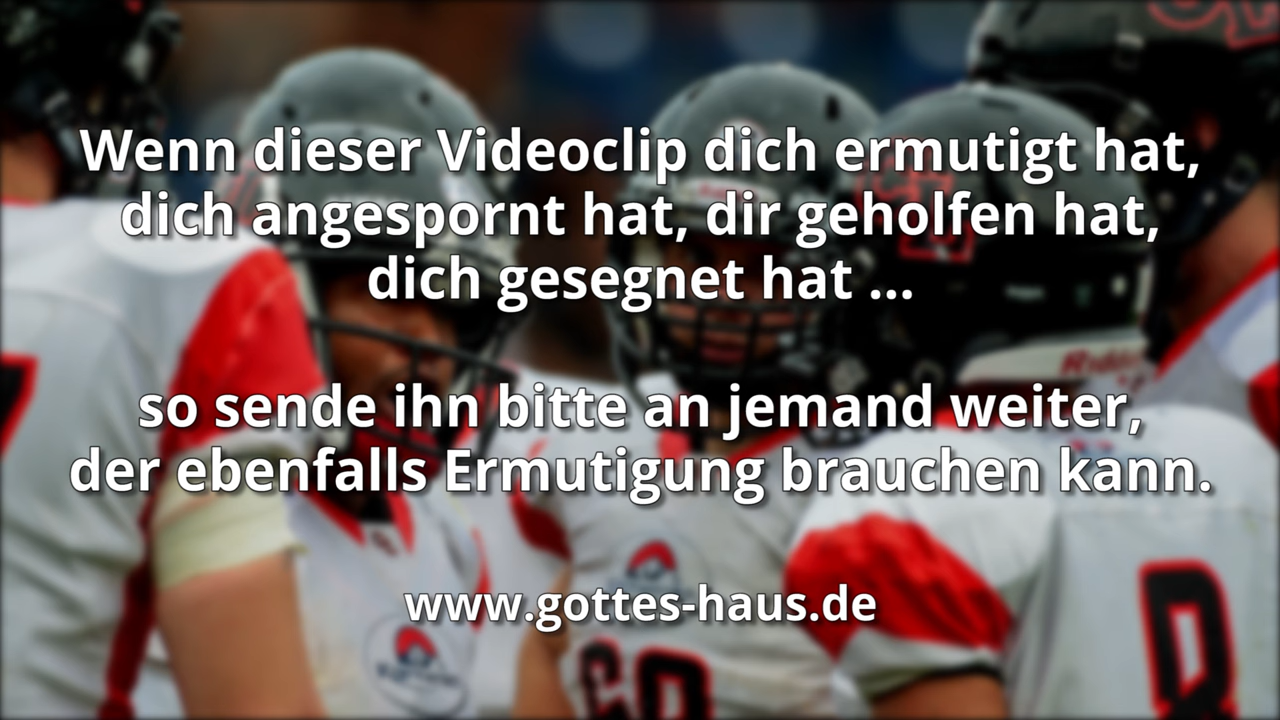 Wenn dieser Videoclip dich ermutigt hat,
dich angespornt hat, dir geholfen hat,
dich gesegnet hat ...
so sende ihn bitte an jemand weiter,
der ebenfalls Ermutigung brauchen kann.
www.gottes-haus.de
8